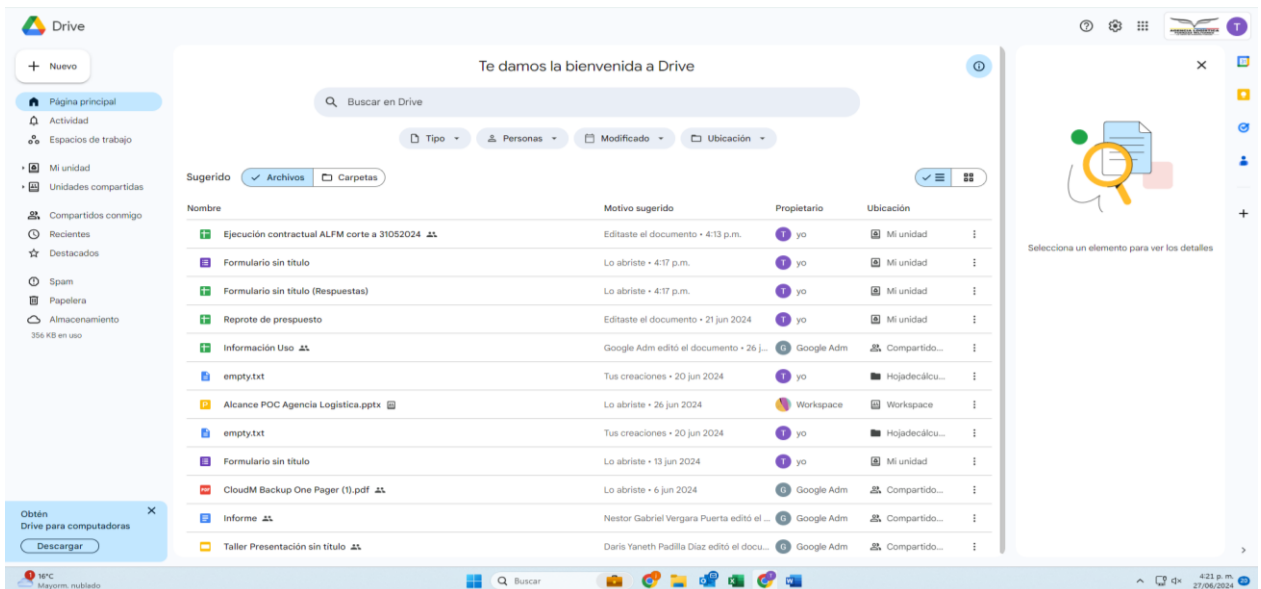 Drive
T
Nuevo
Te damos la bienvenida a Drive
Buscar en Drive
Página principal
Actividad
Espacios de trabajo
Tipo Personas Modificado Ubicación
Mi unidad
Unidades compartidas
Sugerido Archivos Carpetas
Compartidos conmigo
Recientes
Destacados
Spam
Papelera
Almacenamiento
356 KB en uso
Nombre Motivo sugerido Propietario Ubicación
Ejecución contractual ALFM corte a 31052024 Editaste el documento • 4:13 p.m. T yo Mi unidad
Formulario sin título Lo abriste • 4:17 p.m. T yo Mi unidad
Formulario sin título (Respuestas) Lo abriste • 4:17 p.m. T yo Mi unidad
Reprote de prespuesto Editaste el documento • 21 jun 2024 T yo Mi unidad
Información Uso Google Adm editó el documento • 26 j... G Google Adm Compartido...
empty.txt Tus creaciones • 20 jun 2024 T yo Hojadecálcu...
P Alcance POC Agencia Logistica.pptx Lo abriste • 26 jun 2024 Workspace Workspace
empty.txt Tus creaciones • 20 jun 2024 T yo Hojadecálcu...
Formulario sin título Lo abriste • 13 jun 2024 T yo Mi unidad
PDF CloudM Backup One Pager (1).pdf Lo abriste • 6 jun 2024 G Google Adm Compartido...
Informe Nestor Gabriel Vergara Puerta editó el ... G Google Adm Compartido...
Taller Presentación sin título Daris Yaneth Padilla Díaz editó el docu... G Google Adm Compartido...
Selecciona un elemento para ver los detalles
Obtén
Drive para computadoras
Descargar
1 16°C
Mayorm. nublado
Buscar
4:21 p. m.
27/06/2024
20